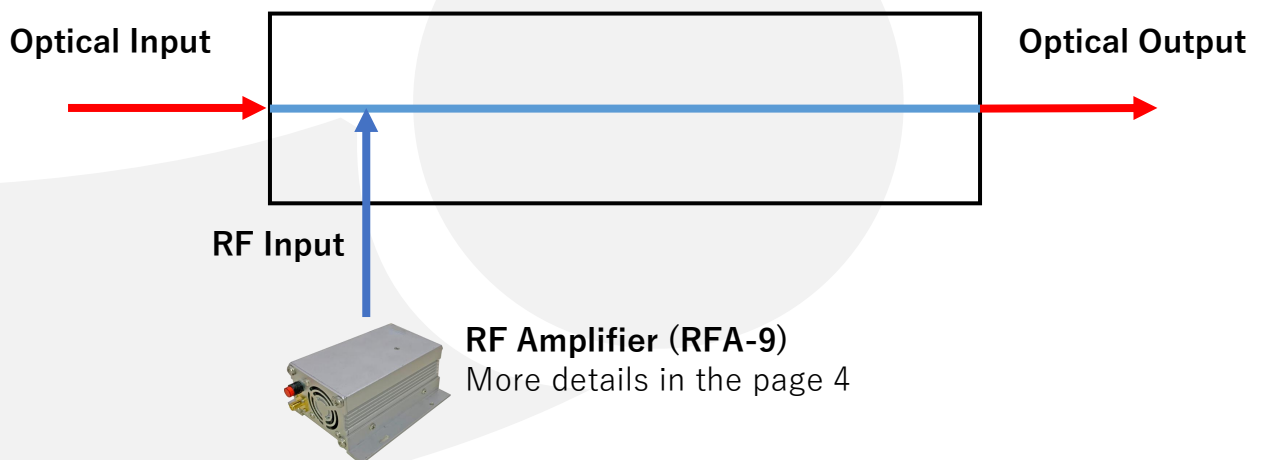 Optical Input
Optical Output
RF Input
RF Amplifier (RFA-9)
More details in the page 4